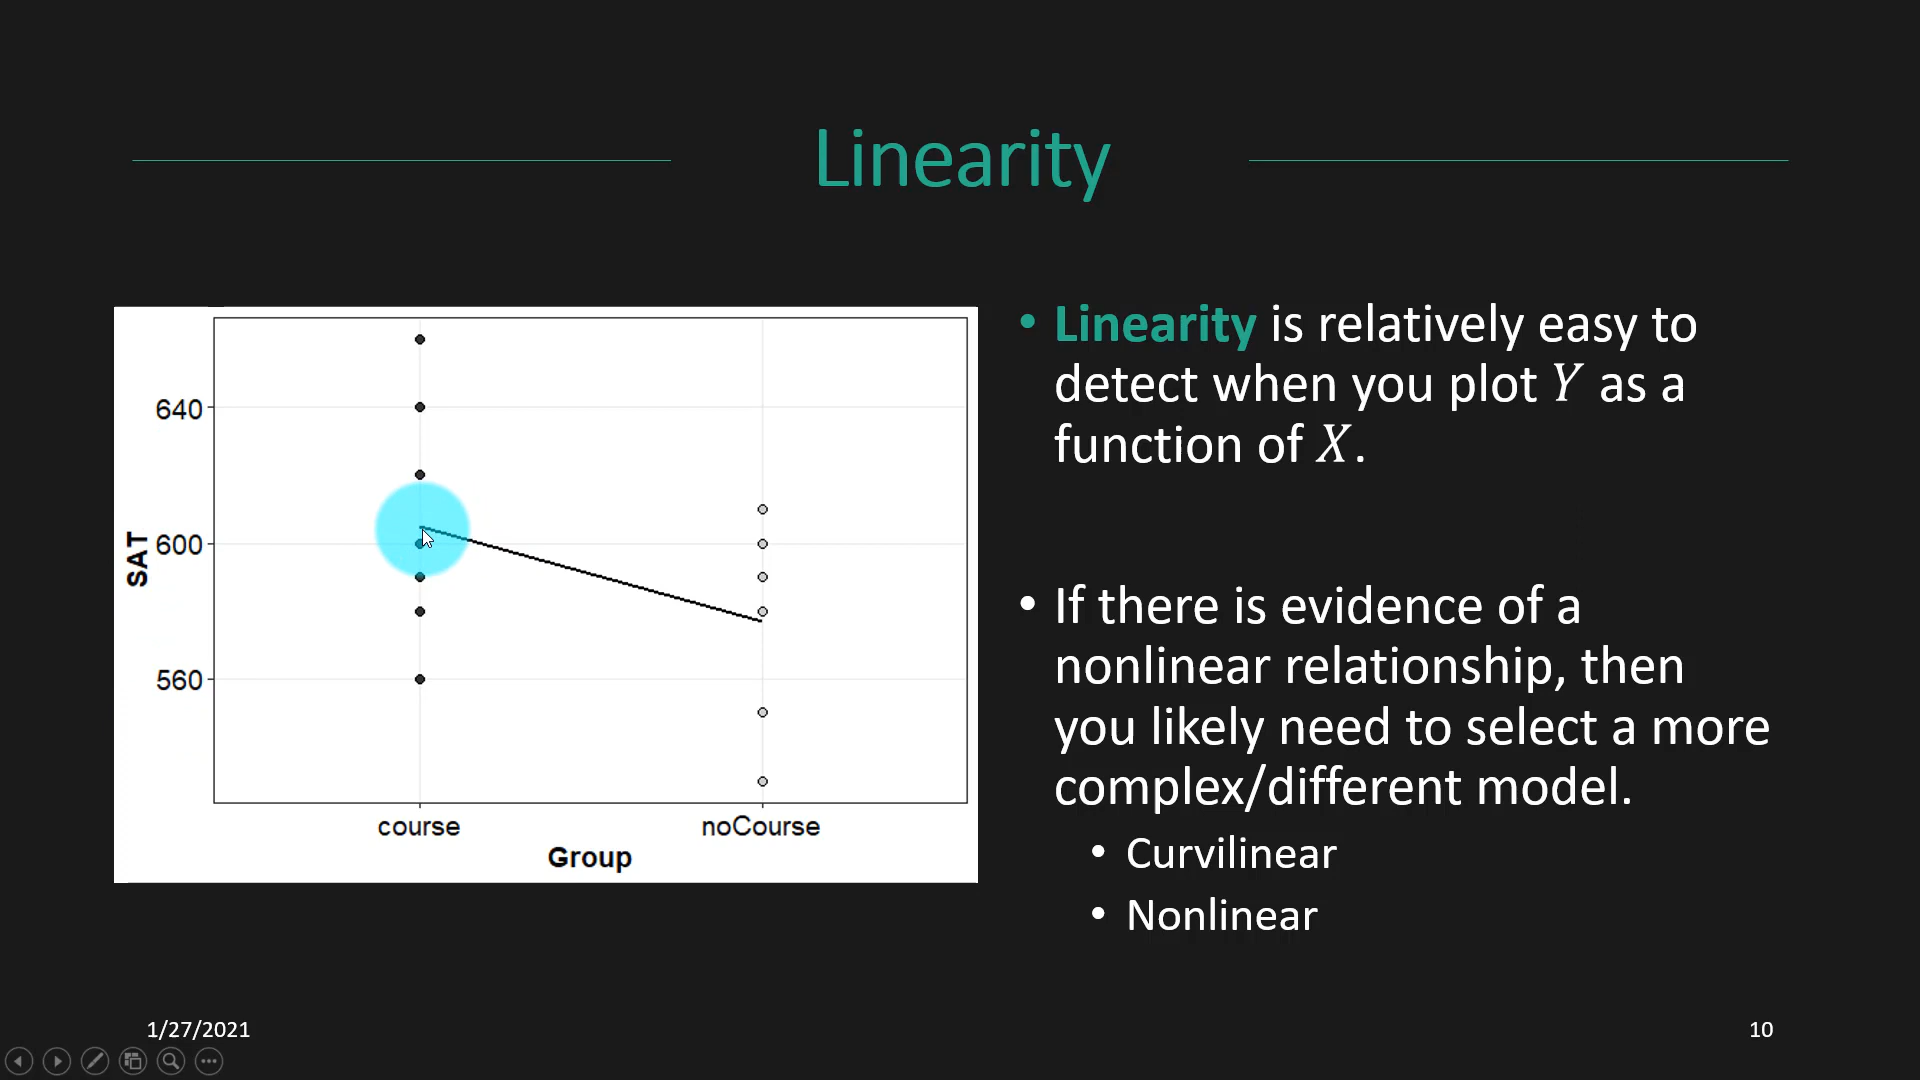 Linearity
640
600
560
SAT
course
noCourse
Group
• Linearity is relatively easy to
detect when you plot Y as a
function of X.
• If there is evidence of a
nonlinear relationship, then
you likely need to select a more
complex/different model.
• Curvilinear
• Nonlinear
1/27/2021
10